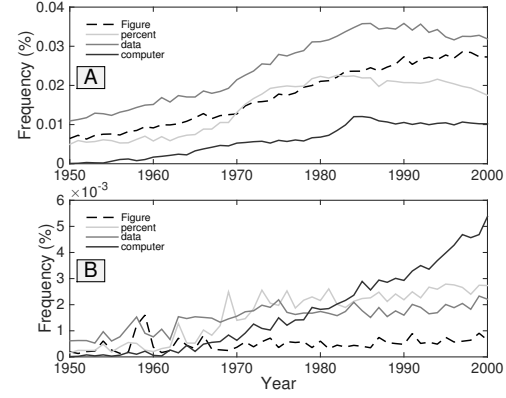 0.04
0.03
0.02
0.01
0
Frequency (%)
Figure
percent
data
computer
A
1950 1960 1970 1980 1990 2000
×10-3
6
5
4
3
2
1
0
Frequency (%)
Figure
percent
data
computer
B
1950 1960 1970 1980 1990 2000
Year